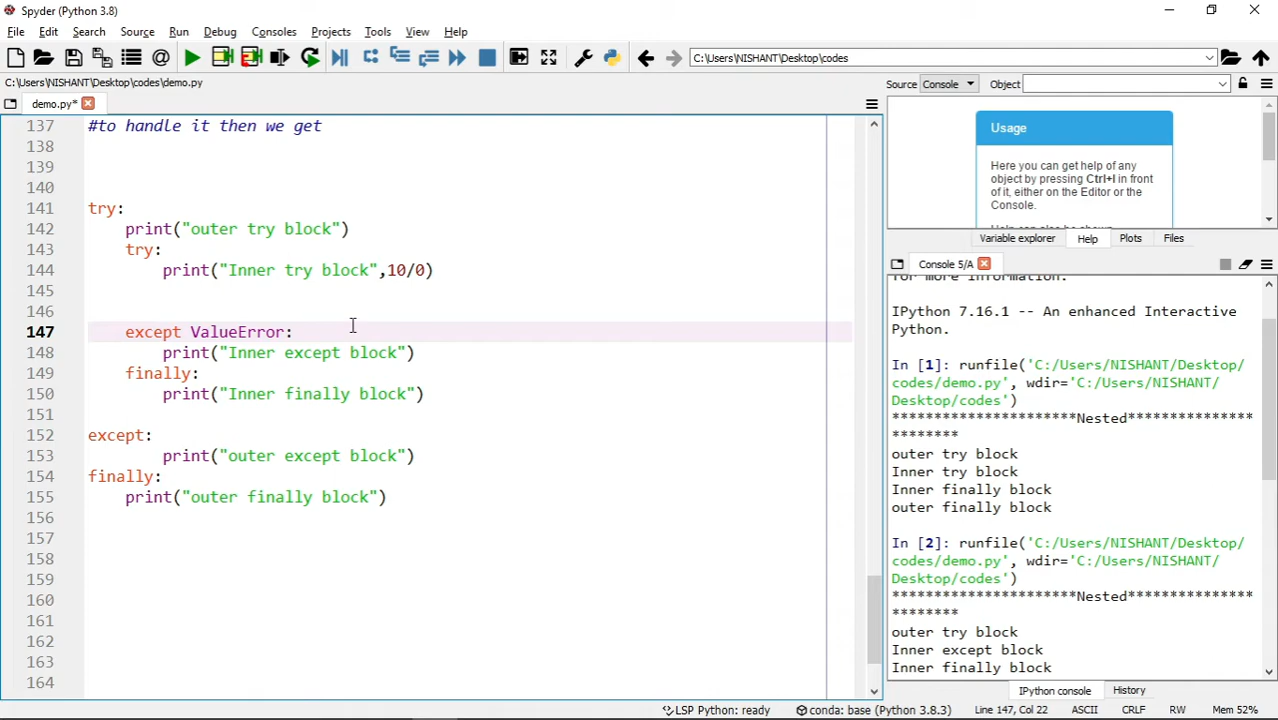 Spyder (Python 3.8)
File Edit Search Source Run Debug Consoles Projects Tools View Help
C:\Users\NISHANT\Desktop\codes
C:\Users\NISHANT\Desktop\codes\demo.py
Source Console Object
demo.py*
137 #to handle it then we get
138
139
140
141 try:
142 print("outer try block")
143 try:
144 print("Inner try block",10/0)
145
146
147 except ValueError:
148 print("Inner except block")
149 finally:
150 print("Inner finally block")
151
152 except:
153 print("outer except block")
154 finally:
155 print("outer finally block")
156
157
158
159
160
161
162
163
164
Usage
Here you can get help of any
object by pressing Ctrl+I in front
of it, either on the Editor or the
Console.
Variable explorer Help Plots Files
Console 5/A
for more information.
IPython 7.16.1 -- An enhanced Interactive
Python.
In [1]: runfile('C:/Users/NISHANT/Desktop/
codes/demo.py', wdir='C:/Users/NISHANT/
Desktop/codes')
**********************Nested***************
********
outer try block
Inner try block
Inner finally block
outer finally block
In [2]: runfile('C:/Users/NISHANT/Desktop/
codes/demo.py', wdir='C:/Users/NISHANT/
Desktop/codes')
**********************Nested***************
********
outer try block
Inner except block
Inner finally block
IPython console History
LSP Python: ready conda: base (Python 3.8.3) Line 147, Col 22 ASCII CRLF RW Mem 52%